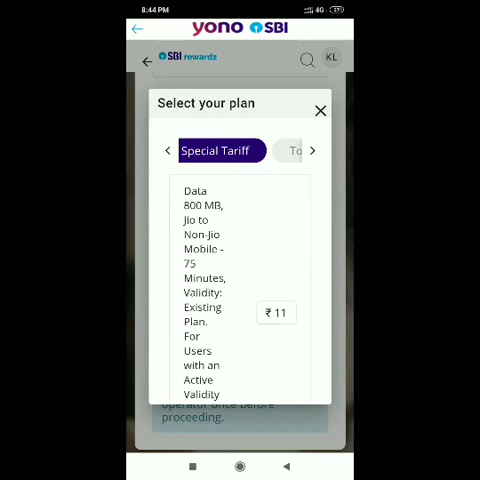 8:44 PM
4G
27
yono SBI
SBI rewardz
KL
Select your plan
Special Tariff
To
Data
800 MB,
Jio to
Non-Jio
Mobile -
75
Minutes,
Validity:
Existing
Plan.
₹ 11
For
Users
with an
Active
Validity
operator once before
proceeding.